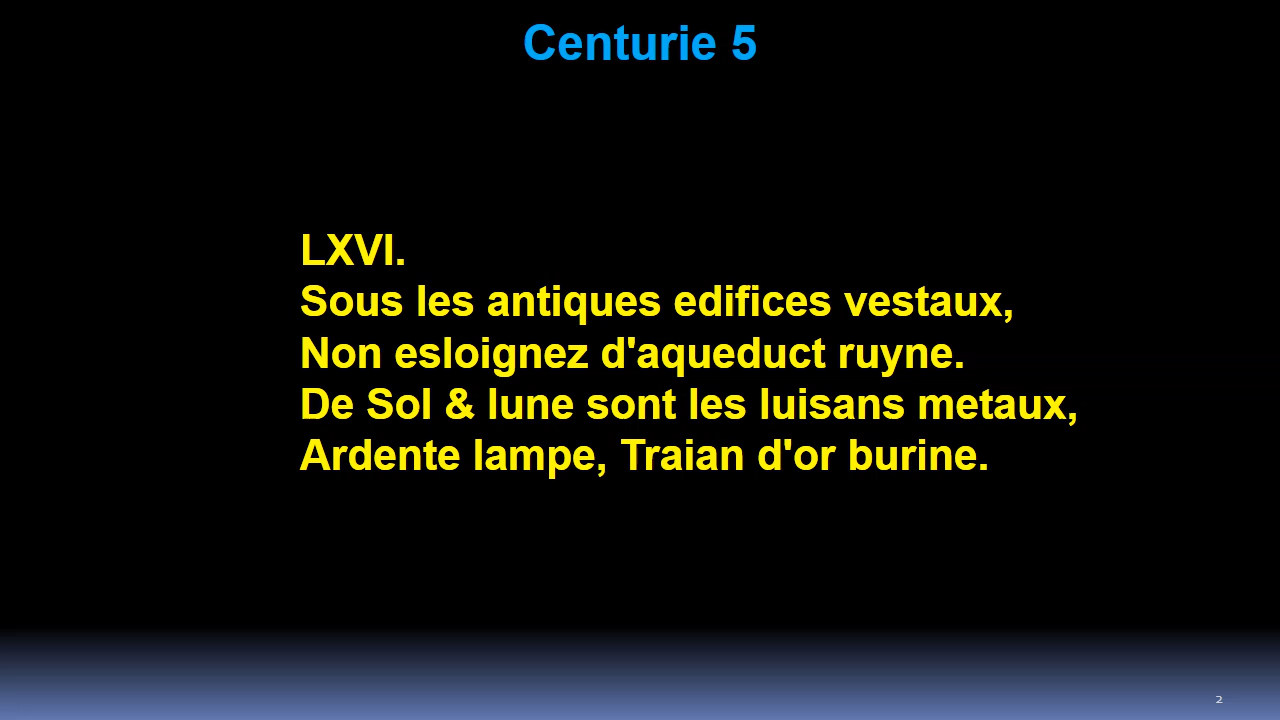 Centurie 5
LXVI.
Sous les antiques edifices vestaux,
Non esloignez d'aqueduct ruyne.
De Sol & lune sont les luisans metaux,
Ardente lampe, Traian d'or burine.
2